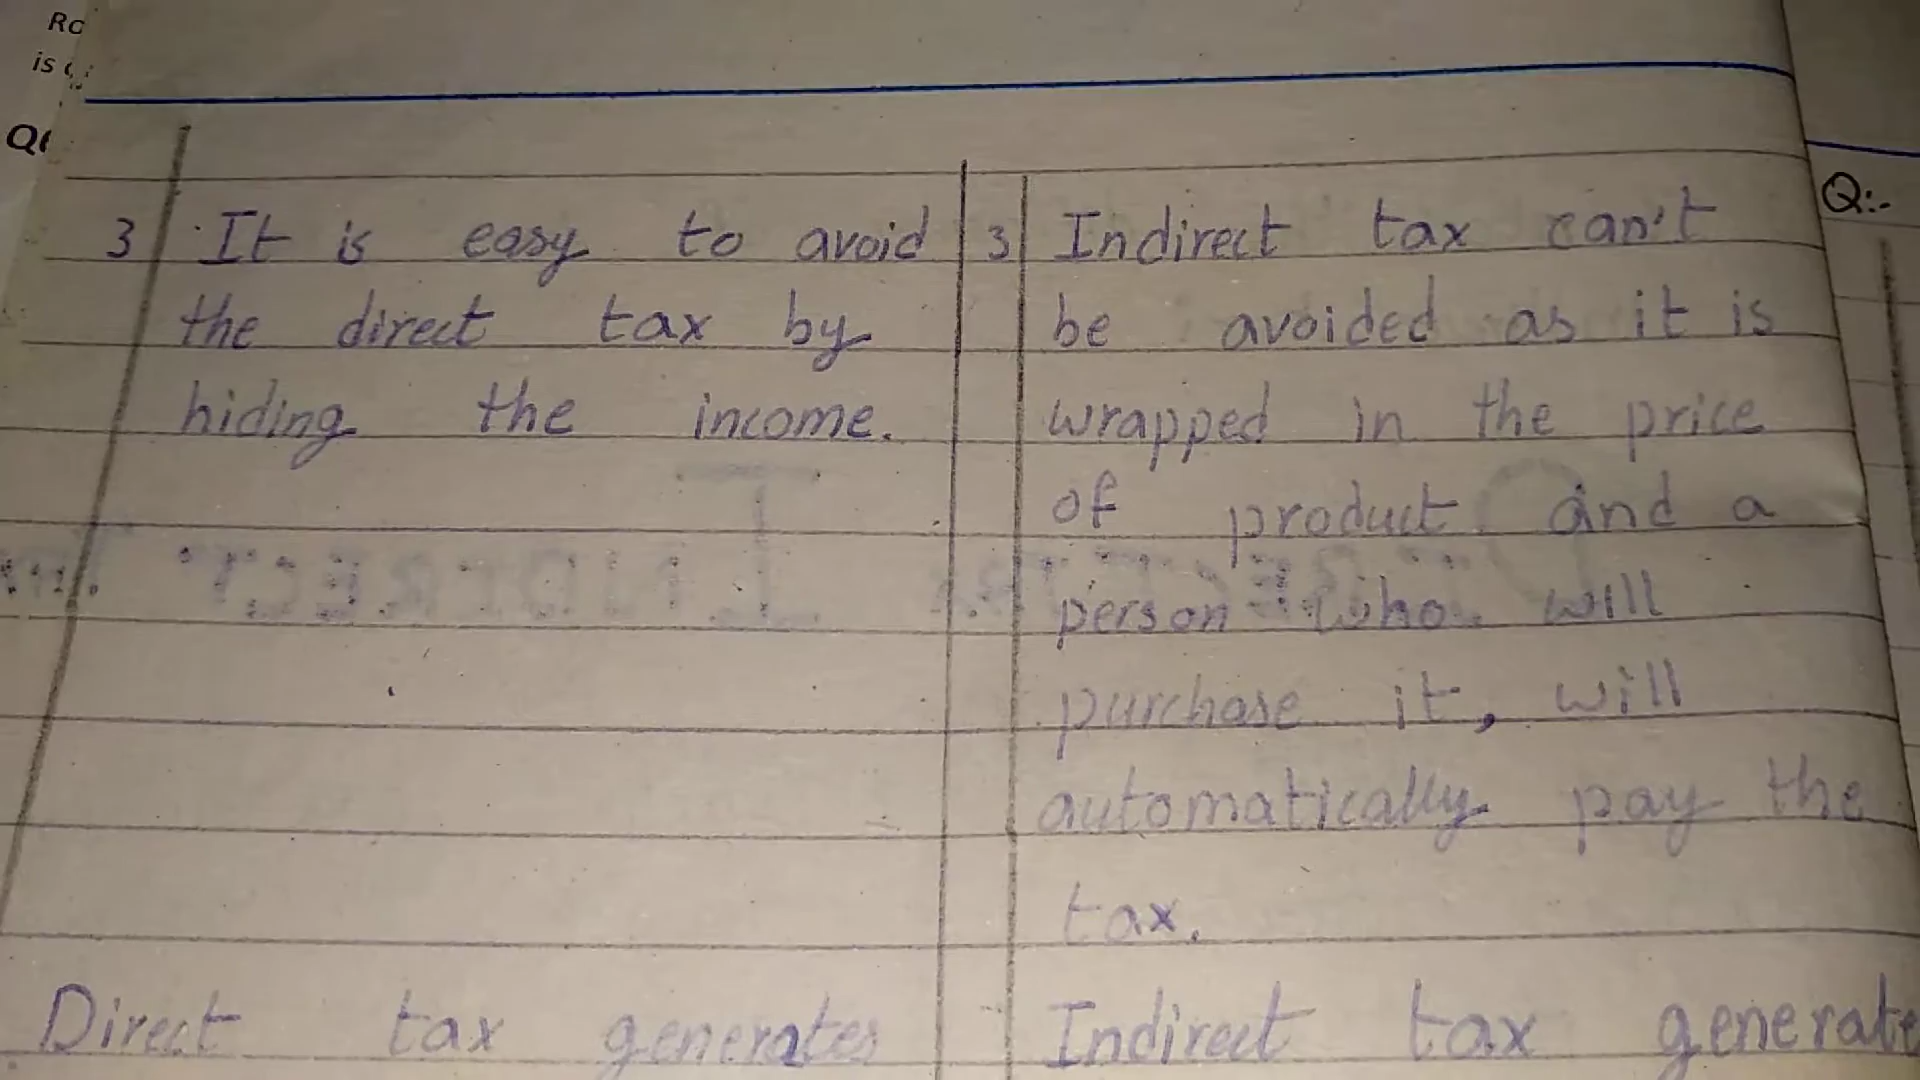 Q:-
3 It is easy to avoid
the direct tax by
hiding the income.
3 Indirect tax can't
be avoided as it is
wrapped in the price
of product and a
person who will
purchase it, will
automatically pay the
tax.
Direct tax generates
Indirect tax generate